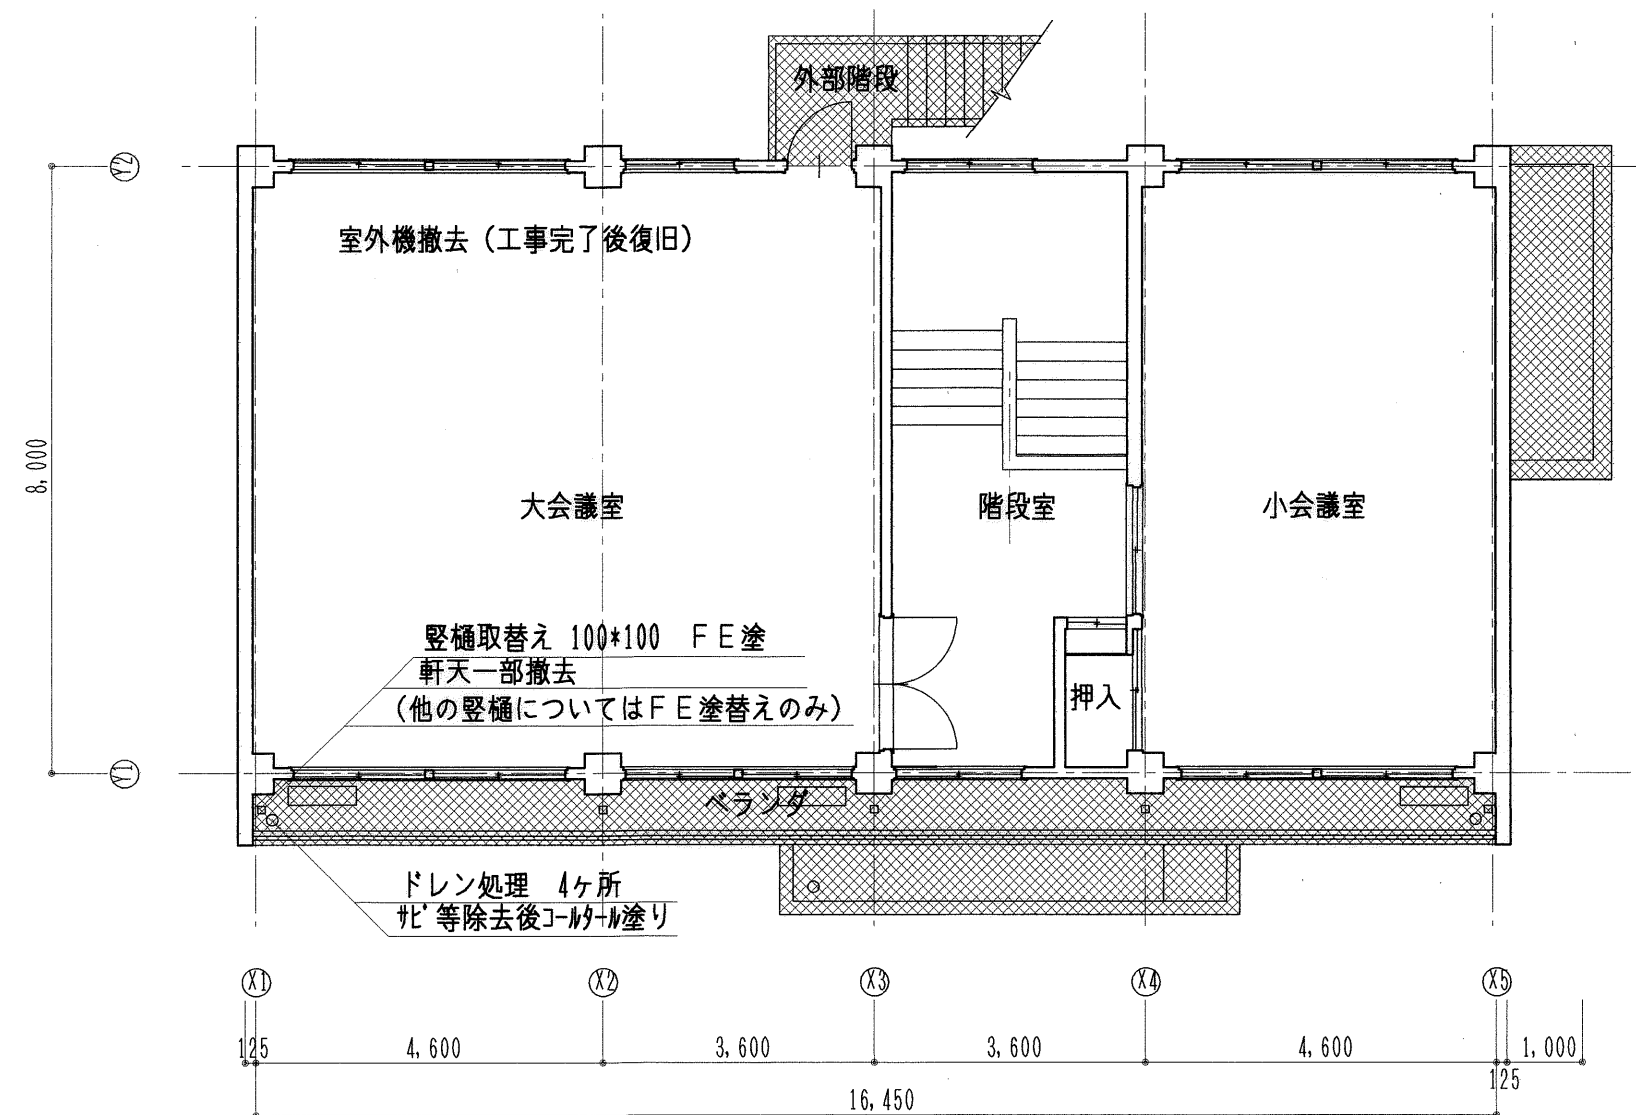 外部階段
Y2
室外機撤去（工事完了後復旧）
8,000
大会議室
階段室
小会議室
竪樋取替え 100*100 ＦＥ塗
軒天一部撤去
（他の竪樋についてはＦＥ塗替えのみ）
押入
Y1
ベランダ
ドレン処理 4ヶ所
ｻﾋﾞ等除去後ｺｰﾙﾀｰﾙ塗り
X1 X2 X3 X4 X5
125 4,600 3,600 3,600 4,600 1,000
125
16,450